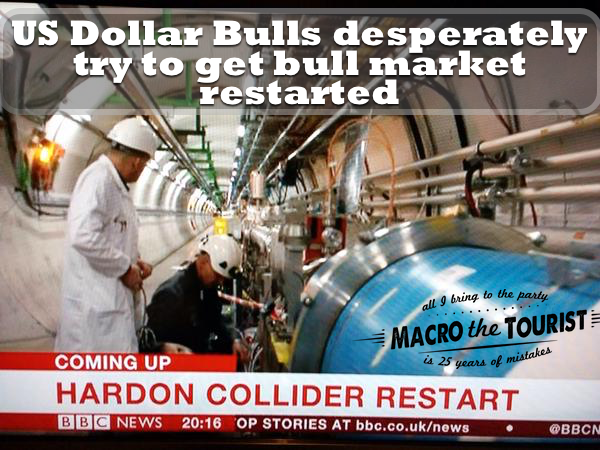 US Dollar Bulls desperately
try to get bull market
restarted
all I bring to the party
MACRO the TOURIST
is 25 years of mistakes
COMING UP
HARDON COLLIDER RESTART
BBC NEWS 20:16 OP STORIES AT bbc.co.uk/news • @BBCN